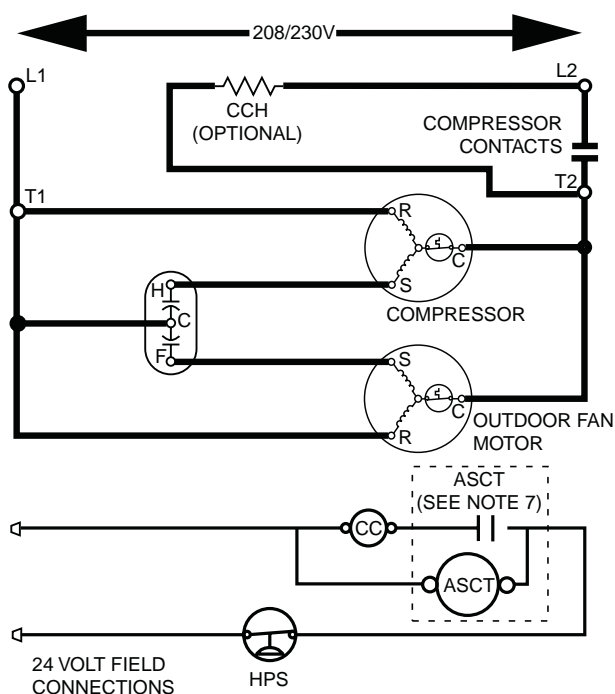 208/230V
L1
L2
CCH
(OPTIONAL)
COMPRESSOR
CONTACTS
T1
T2
R
C
S
COMPRESSOR
H
C
F
S
C
R
OUTDOOR FAN
MOTOR
ASCT
(SEE NOTE 7)
CC
ASCT
24 VOLT FIELD
CONNECTIONS
HPS